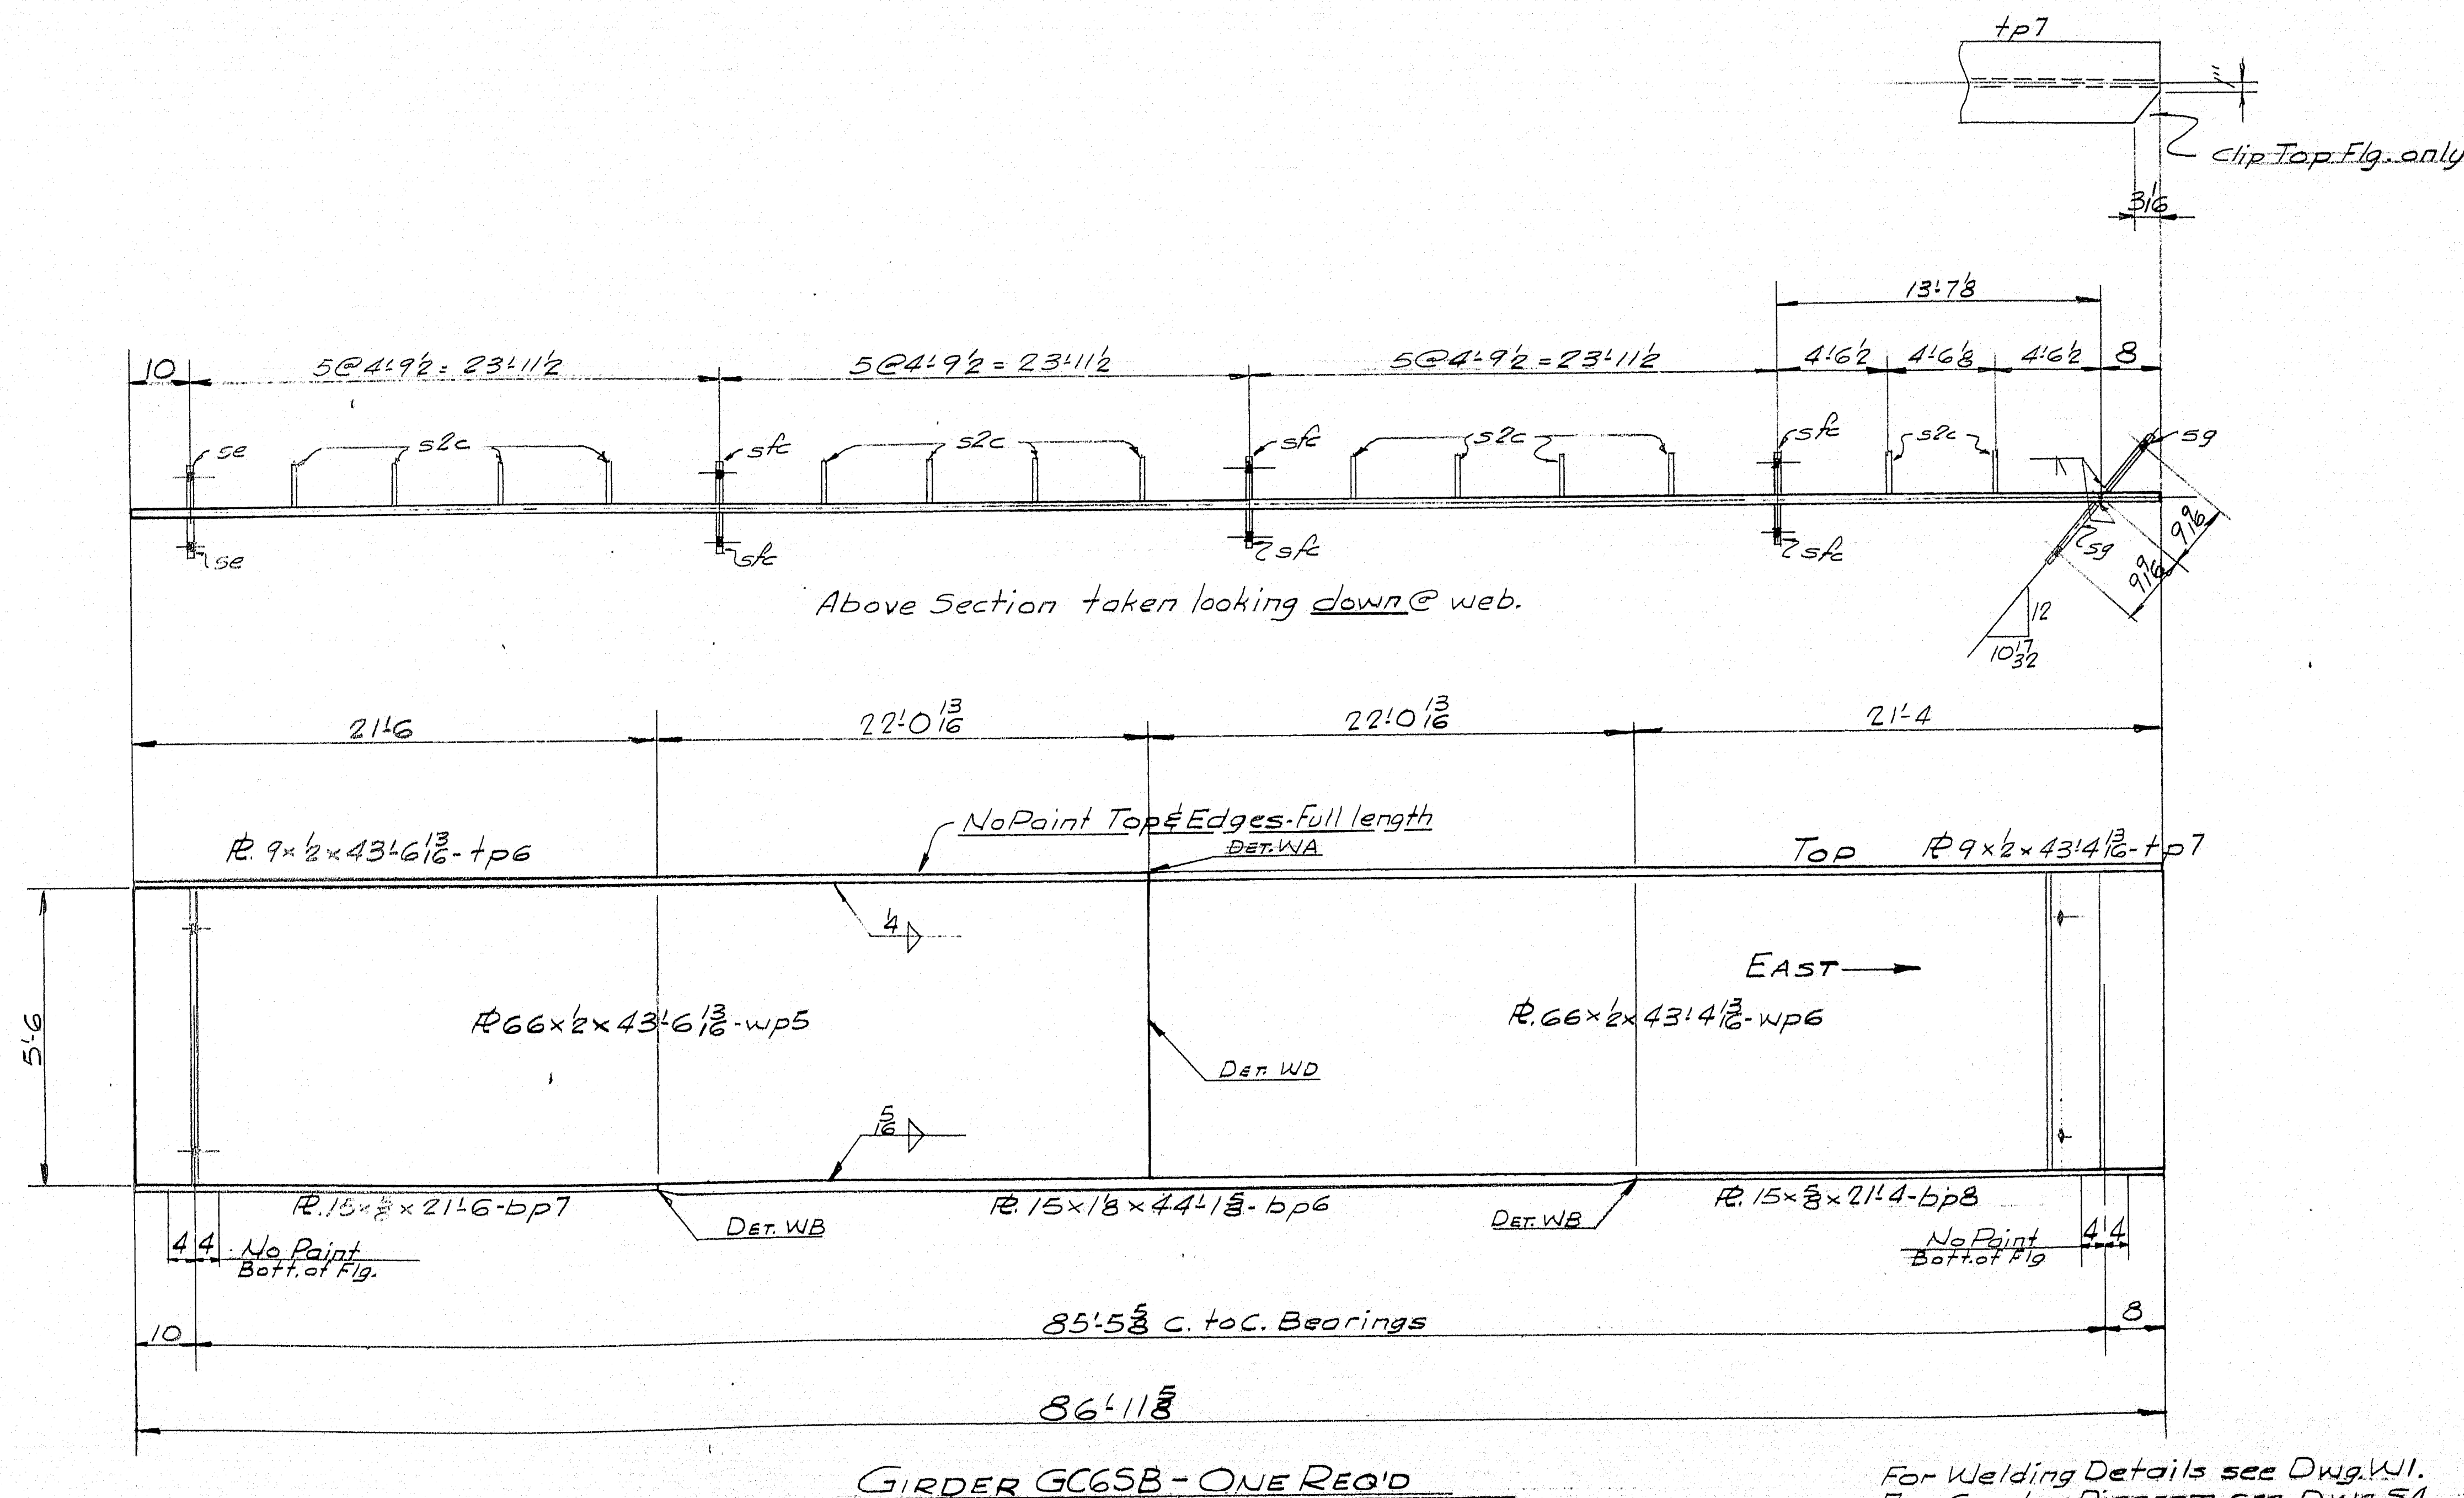 tp7
1"
Clip Top Flg. only
3 1/16
13'-7 1/8
10
5@4'-9 1/2 = 23'-11 1/2
5@4'-9 1/2 = 23'-11 1/2
5@4'-9 1/2 = 23'-11 1/2
4'-6 1/2
4'-6 1/8
4'-6 1/2
8
se
s2c
sfc
s2c
sfc
s2c
sfc
s2c
sg
se
sfc
sfc
sfc
sg
9 9/16
9 9/16
12
10 17/32
Above Section taken looking down @ web.
21'-6
22'-0 13/16
22'-0 13/16
21'-4
No Paint Top & Edges-Full length
DET. WA
PL. 9 x 1/2 x 43'-6 13/16 - tp6
Top
PL 9 x 1/2 x 43'-4 13/16 - tp7
1/4
5'-6
EAST
PL 66 x 1/2 x 43'-6 13/16 - wp5
PL. 66 x 1/2 x 43'-4 13/16 - wp6
DET. WD
5/16
PL. 15 x 5/8 x 21'-6 - bp7
DET. WB
PL. 15 x 1 1/8 x 44'-1 5/8 - bp6
DET. WB
PL. 15 x 5/8 x 21'-4 - bp8
4 4
No Paint
Bott. of Flg.
No Paint
Bott. of Flg
4 4
10
85'-5 5/8 C. to C. Bearings
8
86'-11 5/8
GIRDER GC6SB - ONE REQ'D
For Welding Details see Dwg. W1.